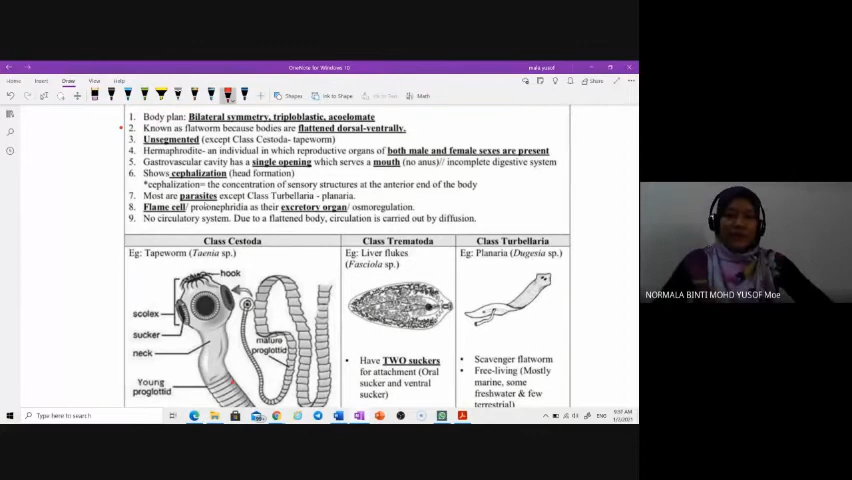 OneNote for Windows 10
mala yusof
Home Insert Draw View Help
Share
Shapes Ink to Shape Ink to Text Math
1. Body plan: Bilateral symmetry, triploblastic, acoelomate
2. Known as flatworm because bodies are flattened dorsal-ventrally.
3. Unsegmented (except Class Cestoda- tapeworm)
4. Hermaphrodite- an individual in which reproductive organs of both male and female sexes are present
5. Gastrovascular cavity has a single opening which serves a mouth (no anus)// incomplete digestive system
6. Shows cephalization (head formation)
*cephalization= the concentration of sensory structures at the anterior end of the body
7. Most are parasites except Class Turbellaria - planaria.
8. Flame cell/ protonephridia as their excretory organ/ osmoregulation.
9. No circulatory system. Due to a flattened body, circulation is carried out by diffusion.
Class Cestoda Class Trematoda Class Turbellaria
Eg: Tapeworm (Taenia sp.)
hook
scolex
sucker
neck
mature
proglottid
Young
proglottid
Eg: Liver flukes
(Fasciola sp.)
• Have TWO suckers
for attachment (Oral
sucker and ventral
sucker)
Eg: Planaria (Dugesia sp.)
• Scavenger flatworm
• Free-living (Mostly
marine, some
freshwater & few
terrestrial)
NORMALA BINTI MOHD YUSOF Moe
Type here to search
99+
ENG